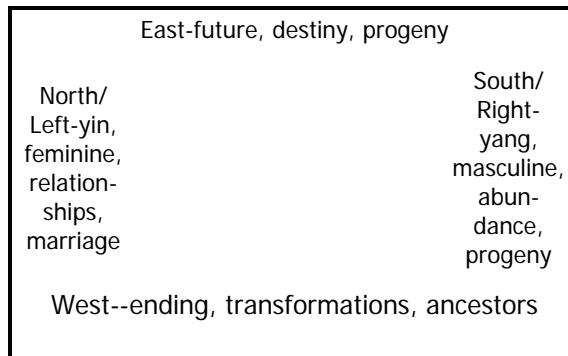 East-future, destiny, progeny
North/
Left-yin,
feminine,
relation-
ships,
marriage
South/
Right-
yang,
masculine,
abun-
dance,
progeny
West--ending, transformations, ancestors